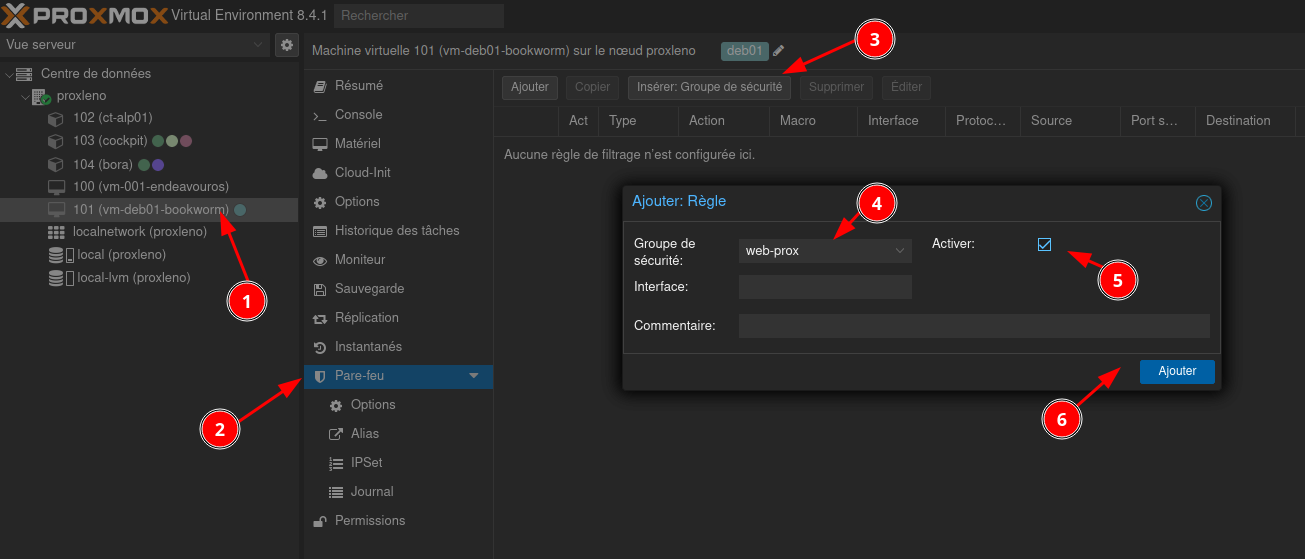 PROXMOX Virtual Environment 8.4.1 Rechercher
Vue serveur
Machine virtuelle 101 (vm-deb01-bookworm) sur le nœud proxleno deb01
3
Centre de données
proxleno
102 (ct-alp01)
103 (cockpit)
104 (bora)
100 (vm-001-endeavouros)
101 (vm-deb01-bookworm)
localnetwork (proxleno)
local (proxleno)
local-lvm (proxleno)
1
Résumé
Console
Matériel
Cloud-Init
Options
Historique des tâches
Moniteur
Sauvegarde
Réplication
Instantanés
Pare-feu
2
Options
Alias
IPSet
Journal
Permissions
Ajouter Copier Insérer: Groupe de sécurité Supprimer Éditer
Act Type Action Macro Interface Protoc... Source Port s... Destination
Aucune règle de filtrage n'est configurée ici.
Ajouter: Règle
4
Groupe de
sécurité:
web-prox
Activer:
5
Interface:
Commentaire:
Ajouter
6